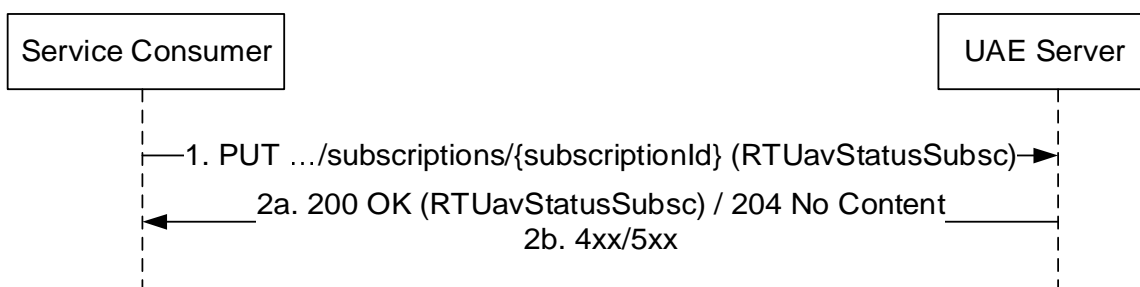 Service Consumer
UAE Server
1. PUT …/subscriptions/{subscriptionId} (RTUavStatusSubsc)
2a. 200 OK (RTUavStatusSubsc) / 204 No Content
2b. 4xx/5xx